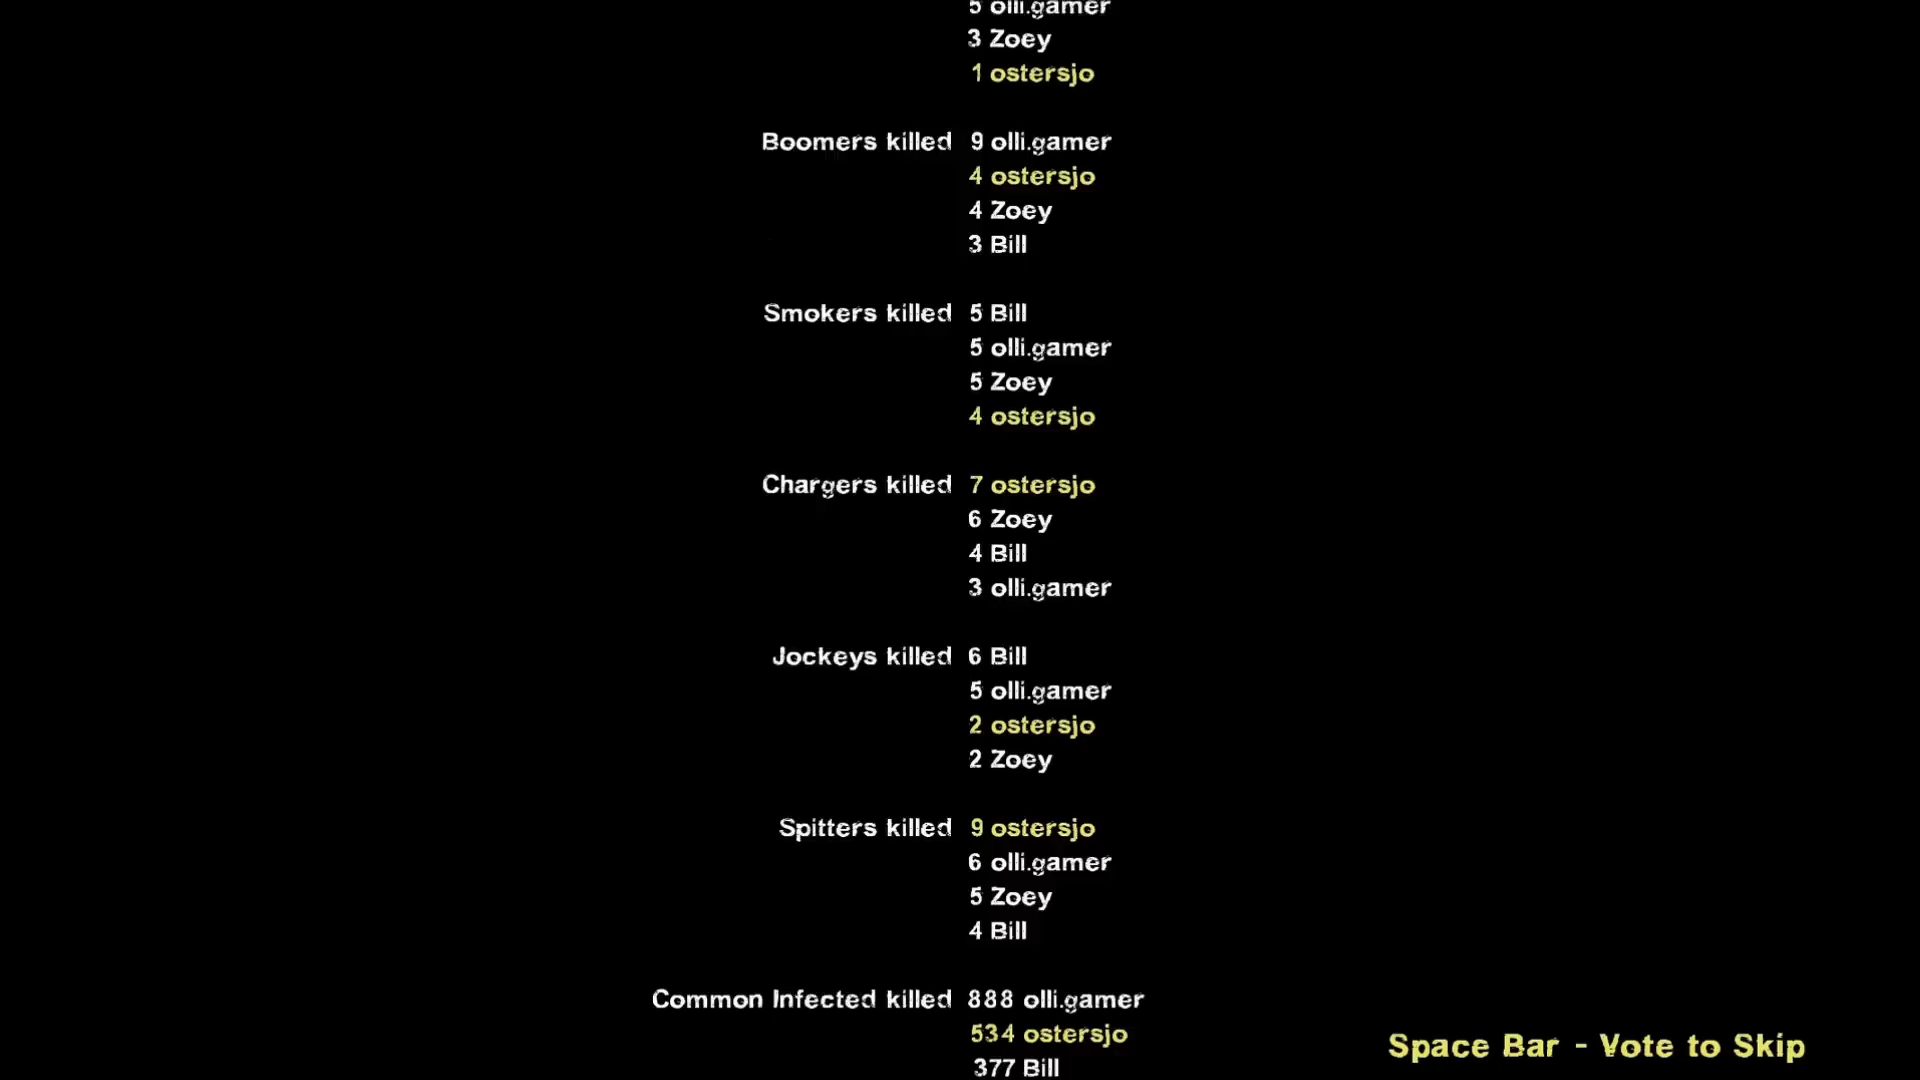 5 olli.gamer
3 Zoey
1 ostersjo
Boomers killed 9 olli.gamer
4 ostersjo
4 Zoey
3 Bill
Smokers killed 5 Bill
5 olli.gamer
5 Zoey
4 ostersjo
Chargers killed 7 ostersjo
6 Zoey
4 Bill
3 olli.gamer
Jockeys killed 6 Bill
5 olli.gamer
2 ostersjo
2 Zoey
Spitters killed 9 ostersjo
6 olli.gamer
5 Zoey
4 Bill
Common Infected killed 888 olli.gamer
534 ostersjo
377 Bill
Space Bar - Vote to Skip